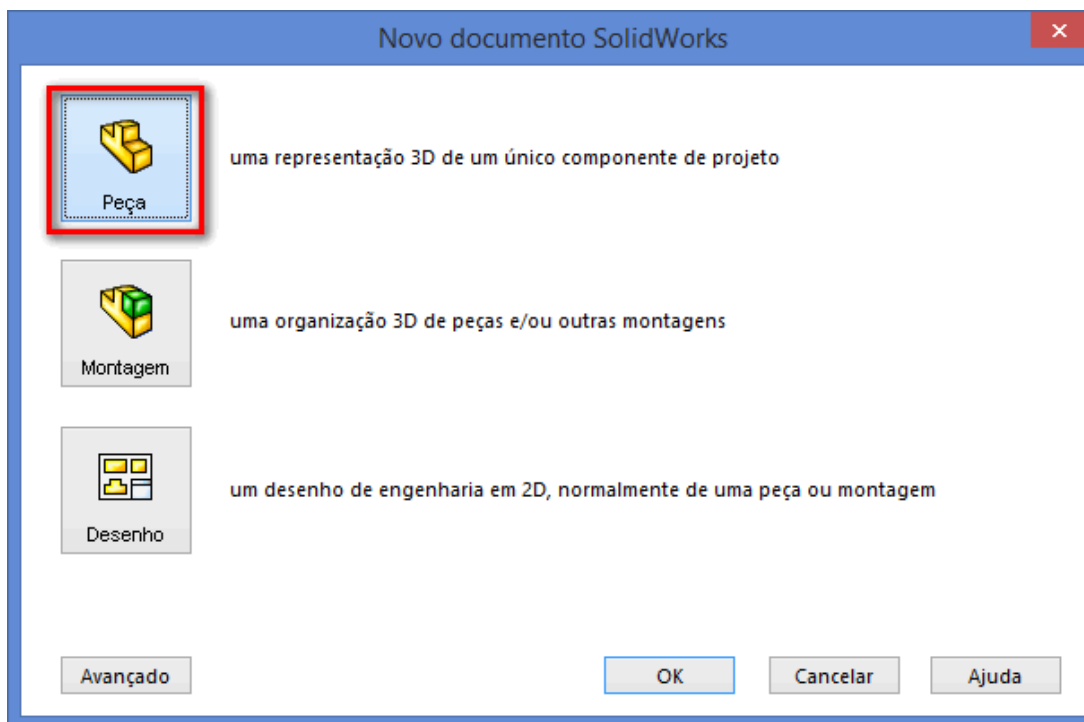 Novo documento SolidWorks
Peça
uma representação 3D de um único componente de projeto
Montagem
uma organização 3D de peças e/ou outras montagens
Desenho
um desenho de engenharia em 2D, normalmente de uma peça ou montagem
Avançado
OK
Cancelar
Ajuda